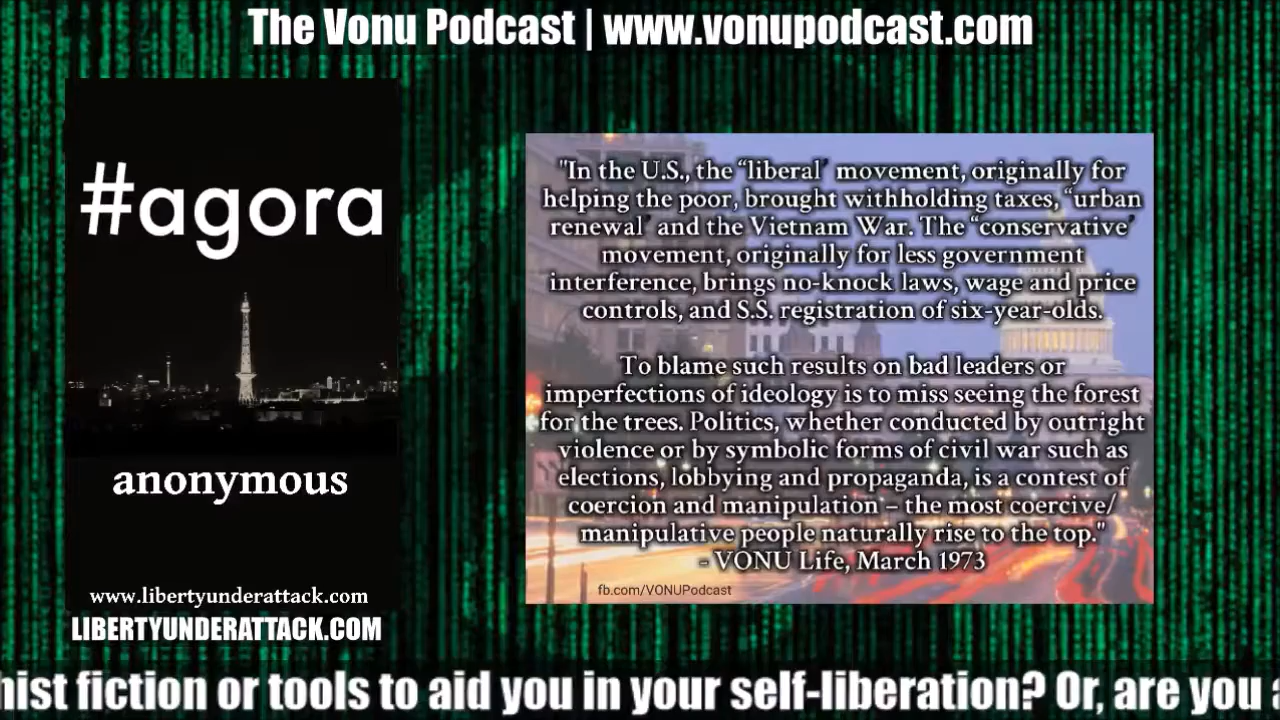 The Vonu Podcast | www.vonupodcast.com
#agora
anonymous
www.libertyunderattack.com
LIBERTYUNDERATTACK.COM
"In the U.S., the “liberal’ movement, originally for
helping the poor, brought withholding taxes, “urban
renewal’ and the Vietnam War. The “conservative’
movement, originally for less government
interference, brings no-knock laws, wage and price
controls, and S.S. registration of six-year-olds.
To blame such results on bad leaders or
imperfections of ideology is to miss seeing the forest
for the trees. Politics, whether conducted by outright
violence or by symbolic forms of civil war such as
elections, lobbying and propaganda, is a contest of
coercion and manipulation – the most coercive/
manipulative people naturally rise to the top."
- VONU Life, March 1973
fb.com/VONUPodcast
hist fiction or tools to aid you in your self-liberation? Or, are you a